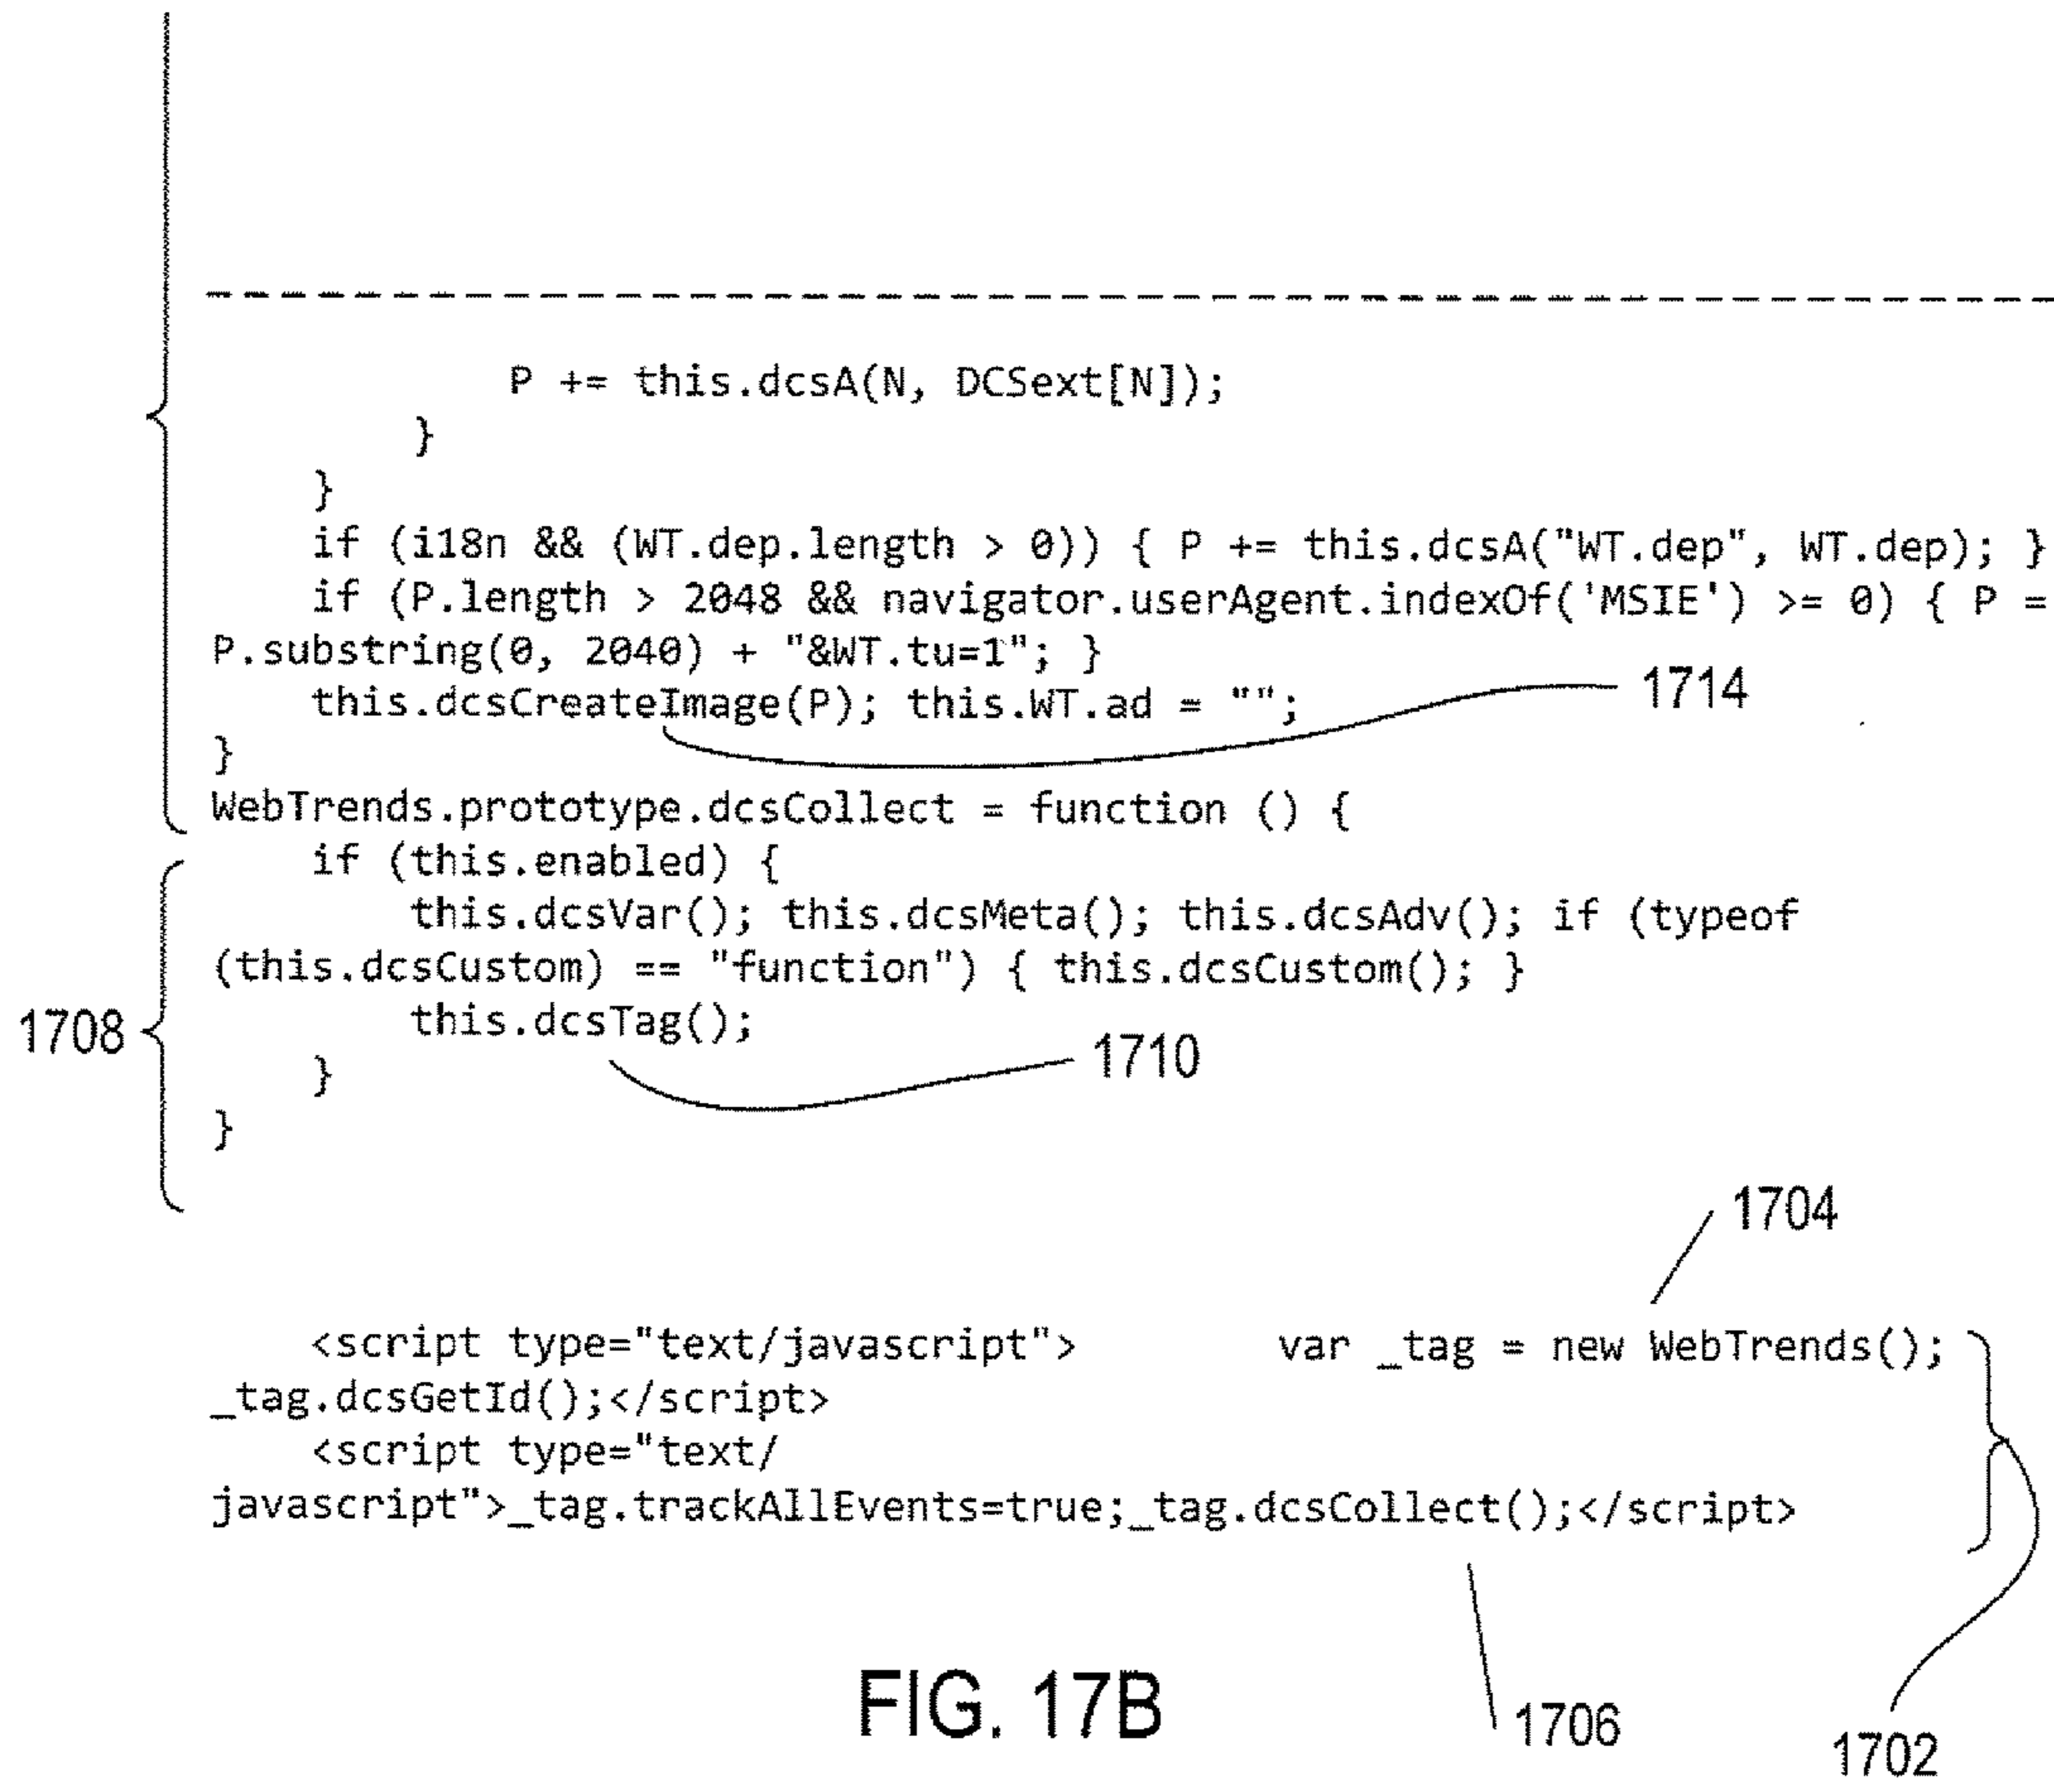 P += this.dcsA(N, DCSext[N]);
}
}
if (i18n && (WT.dep.length > 0)) { P += this.dcsA("WT.dep", WT.dep); }
if (P.length > 2048 && navigator.userAgent.indexOf('MSIE') >= 0) { P =
P.substring(0, 2040) + "&WT.tu=1"; }
this.dcsCreateImage(P); this.WT.ad = "";
1714
}
WebTrends.prototype.dcsCollect = function () {
if (this.enabled) {
this.dcsVar(); this.dcsMeta(); this.dcsAdv(); if (typeof
(this.dcsCustom) == "function") { this.dcsCustom(); }
this.dcsTag();
1708
1710
}
}
1704
<script type="text/javascript"> var _tag = new WebTrends();
_tag.dcsGetId();</script>
<script type="text/
javascript">_tag.trackAllEvents=true;_tag.dcsCollect();</script>
FIG. 17B
1706
1702